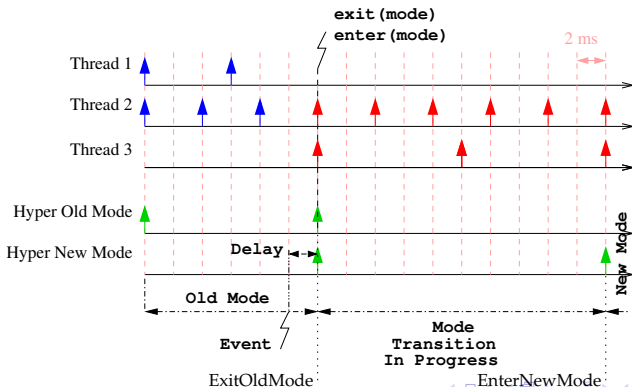 exit(mode)
enter(mode)
2 ms
Thread 1
Thread 2
Thread 3
Hyper Old Mode
Hyper New Mode
Delay
New Mode
Old Mode
Event
Mode
Transition
In Progress
ExitOldMode
EnterNewMode